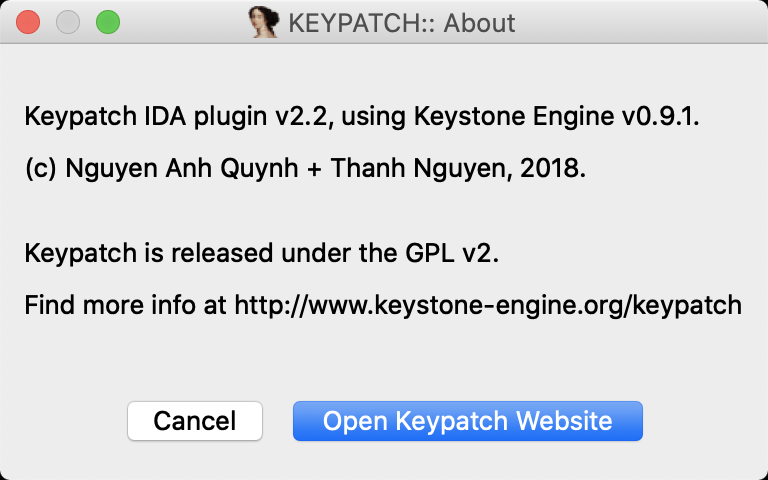 KEYPATCH:: About
Keypatch IDA plugin v2.2, using Keystone Engine v0.9.1.
(c) Nguyen Anh Quynh + Thanh Nguyen, 2018.
Keypatch is released under the GPL v2.
Find more info at http://www.keystone-engine.org/keypatch
Cancel
Open Keypatch Website